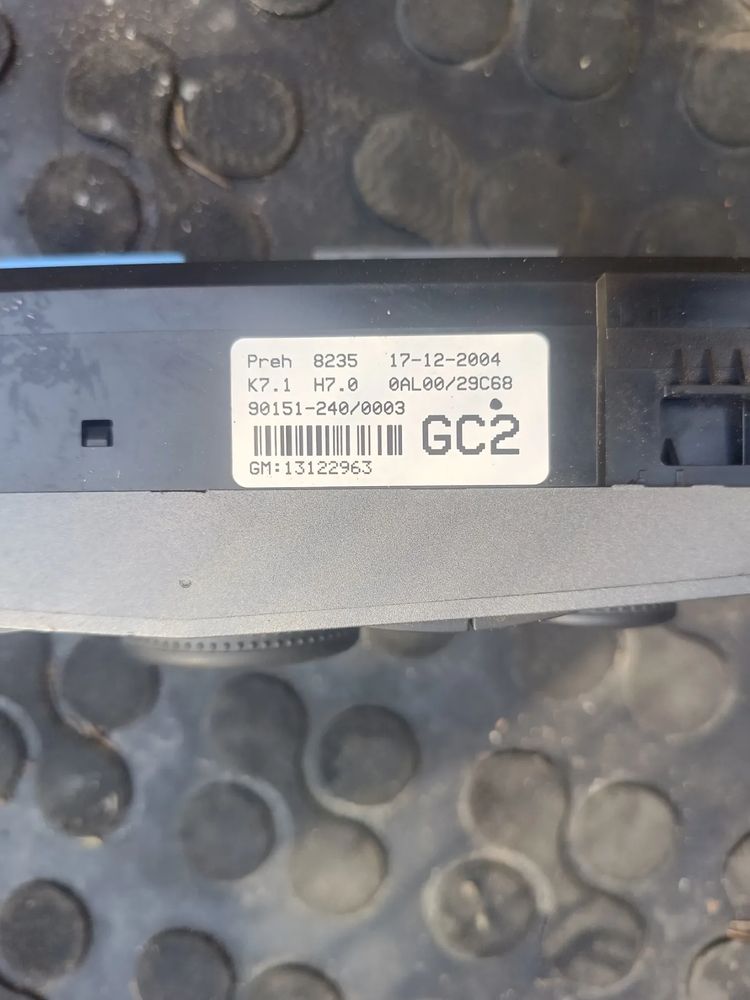 Preh 8235 17-12-2004
K7.1 H7.0 0AL00/29C68
90151-240/0003
GC2
GM:13122963